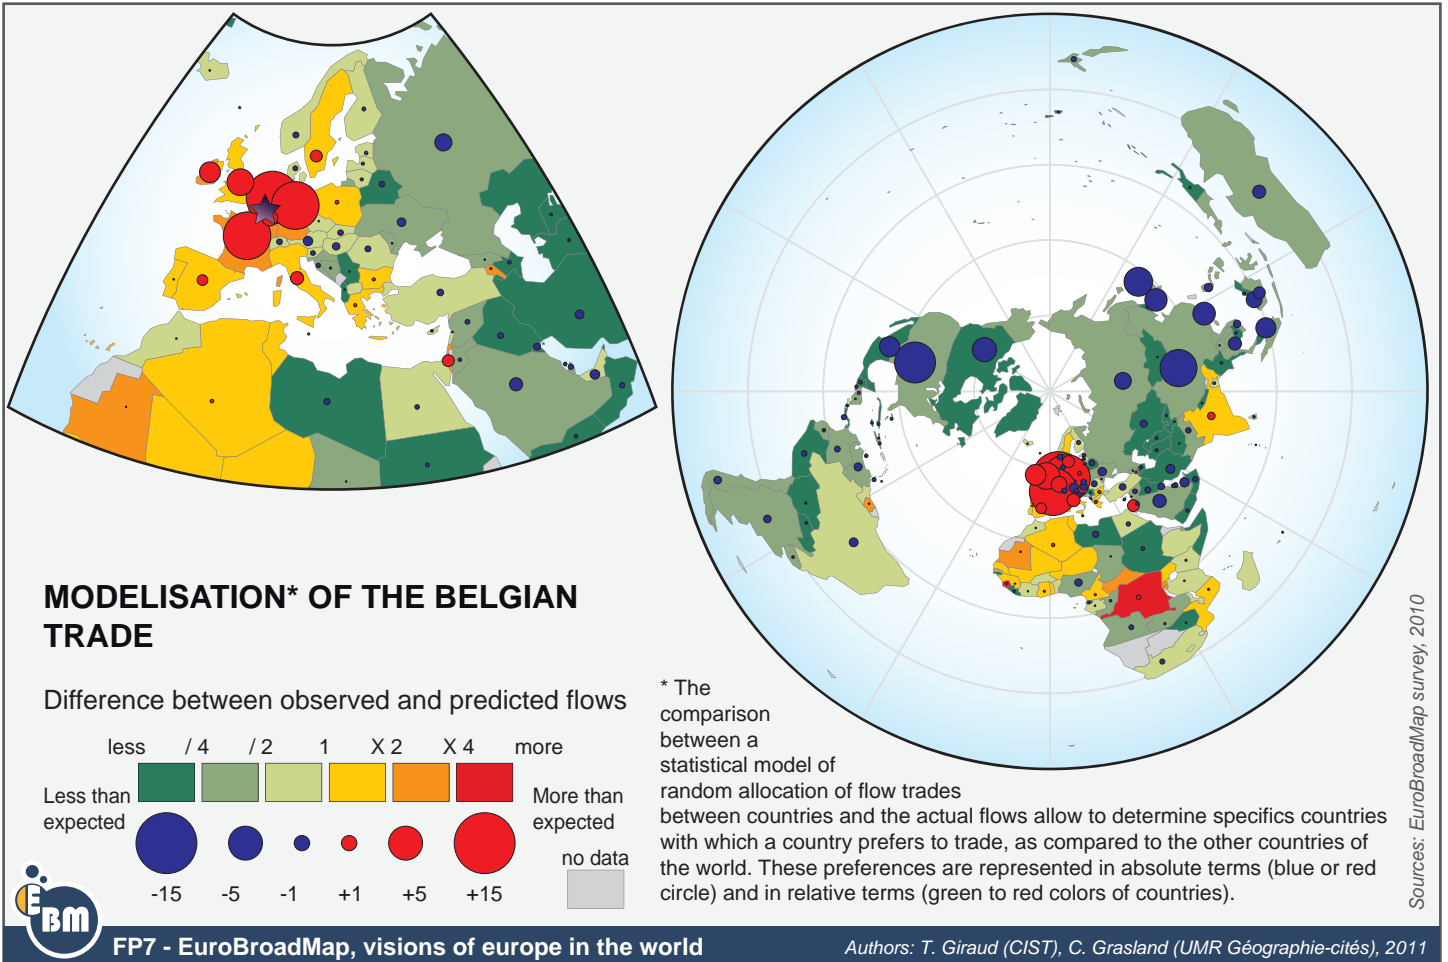 MODELISATION* OF THE BELGIAN
TRADE
Difference between observed and predicted flows
less / 4 / 2 1 X 2 X 4 more
Less than
expected
More than
expected
no data
-15 -5 -1 +1 +5 +15
* The
comparison
between a
statistical model of
random allocation of flow trades
between countries and the actual flows allow to determine specifics countries
with which a country prefers to trade, as compared to the other countries of
the world. These preferences are represented in absolute terms (blue or red
circle) and in relative terms (green to red colors of countries).
Sources: EuroBroadMap survey, 2010
EBM
FP7 - EuroBroadMap, visions of europe in the world
Authors: T. Giraud (CIST), C. Grasland (UMR Géographie-cités), 2011